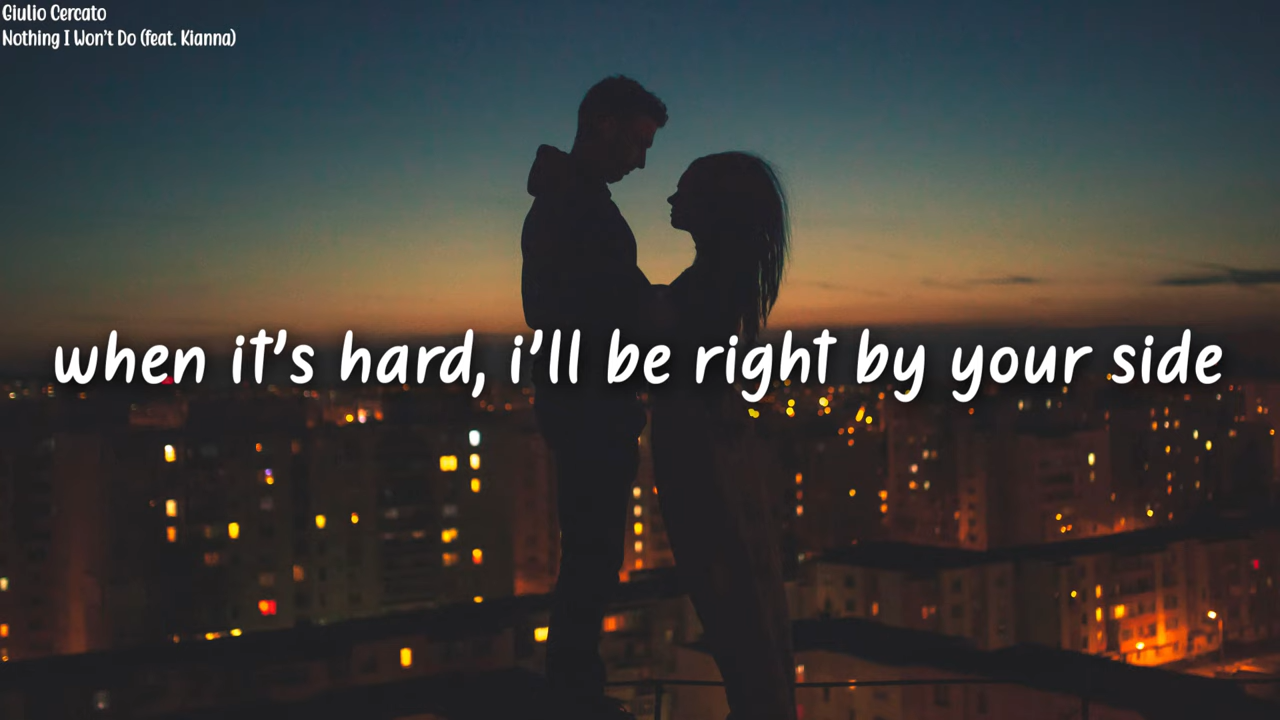 Giulio Cercato
Nothing I Won't Do (feat. Kianna)
when it's hard, i'll be right by your side